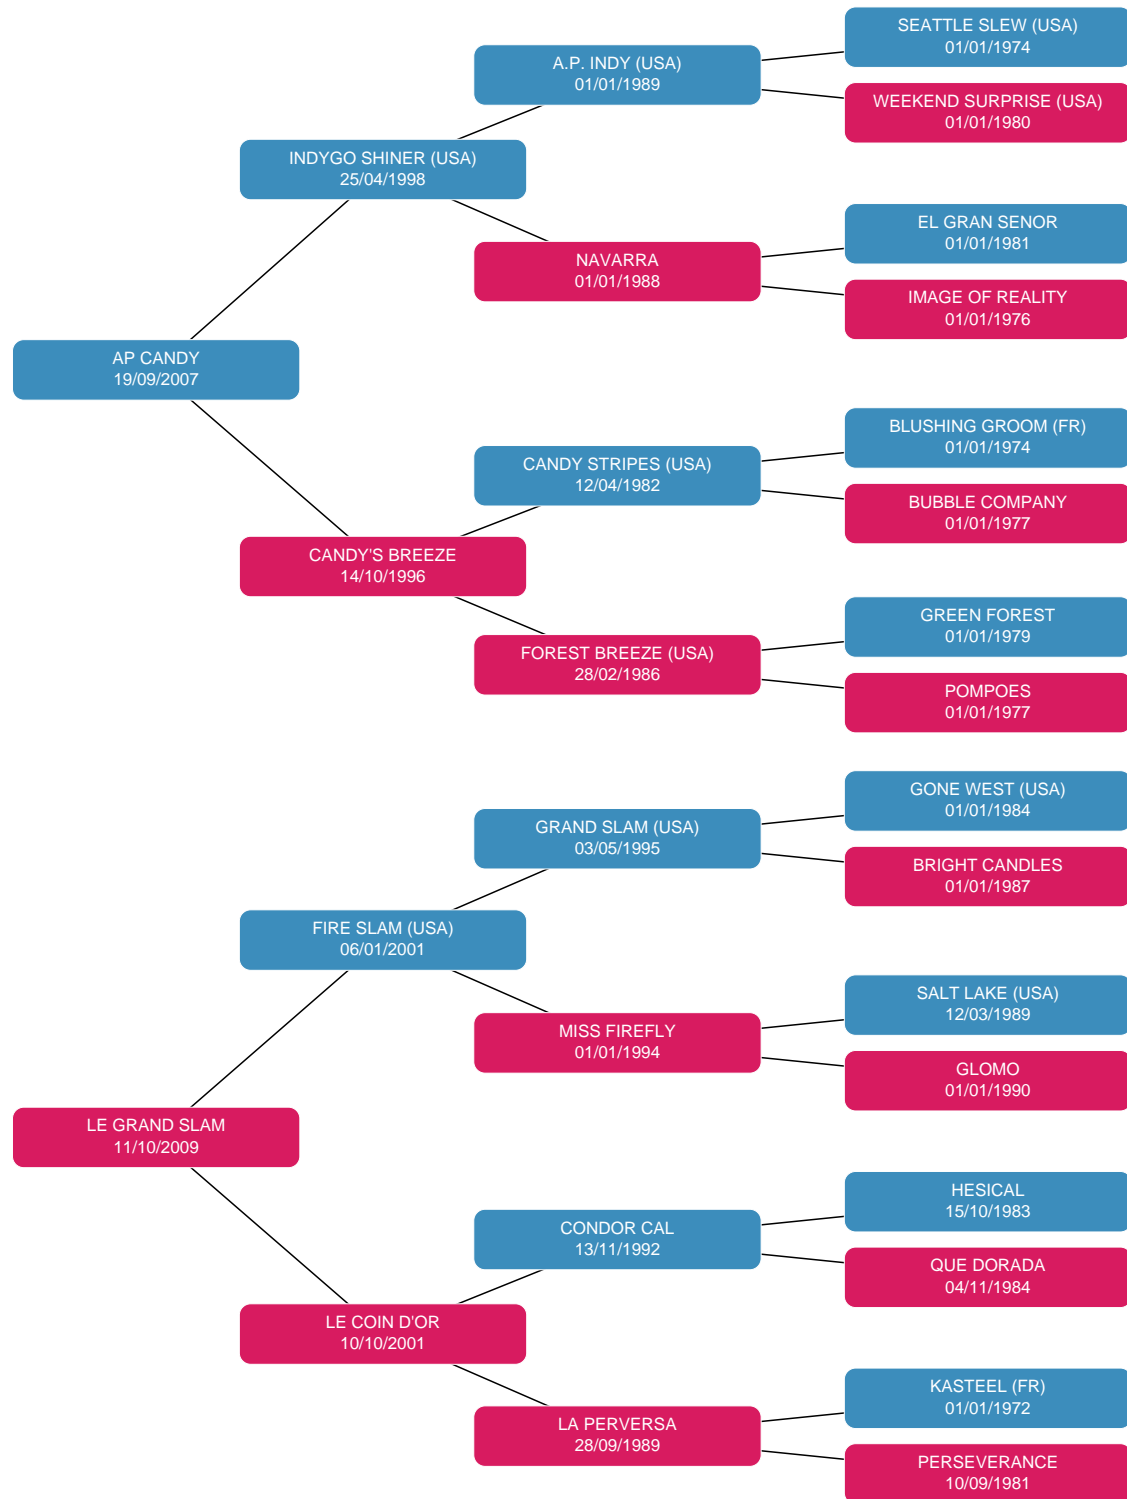 SEATTLE SLEW (USA)
01/01/1974
A.P. INDY (USA)
01/01/1989
WEEKEND SURPRISE (USA)
01/01/1980
INDYGO SHINER (USA)
25/04/1998
EL GRAN SENOR
01/01/1981
NAVARRA
01/01/1988
IMAGE OF REALITY
01/01/1976
AP CANDY
19/09/2007
BLUSHING GROOM (FR)
01/01/1974
CANDY STRIPES (USA)
12/04/1982
BUBBLE COMPANY
01/01/1977
CANDY'S BREEZE
14/10/1996
GREEN FOREST
01/01/1979
FOREST BREEZE (USA)
28/02/1986
POMPOES
01/01/1977
GONE WEST (USA)
01/01/1984
GRAND SLAM (USA)
03/05/1995
BRIGHT CANDLES
01/01/1987
FIRE SLAM (USA)
06/01/2001
SALT LAKE (USA)
12/03/1989
MISS FIREFLY
01/01/1994
GLOMO
01/01/1990
LE GRAND SLAM
11/10/2009
HESICAL
15/10/1983
CONDOR CAL
13/11/1992
QUE DORADA
04/11/1984
LE COIN D'OR
10/10/2001
KASTEEL (FR)
01/01/1972
LA PERVERSA
28/09/1989
PERSEVERANCE
10/09/1981